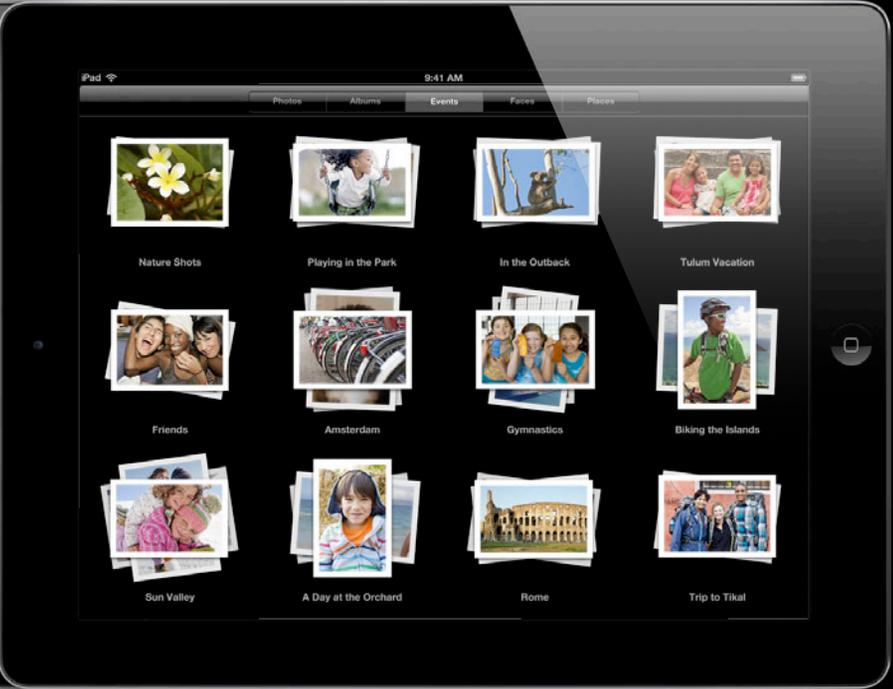 iPad 9:41 AM
Photos Albums Events Faces Places
Nature Shots Playing in the Park In the Outback Tulum Vacation
Friends Amsterdam Gymnastics Biking the Islands
Sun Valley A Day at the Orchard Rome Trip to Tikal